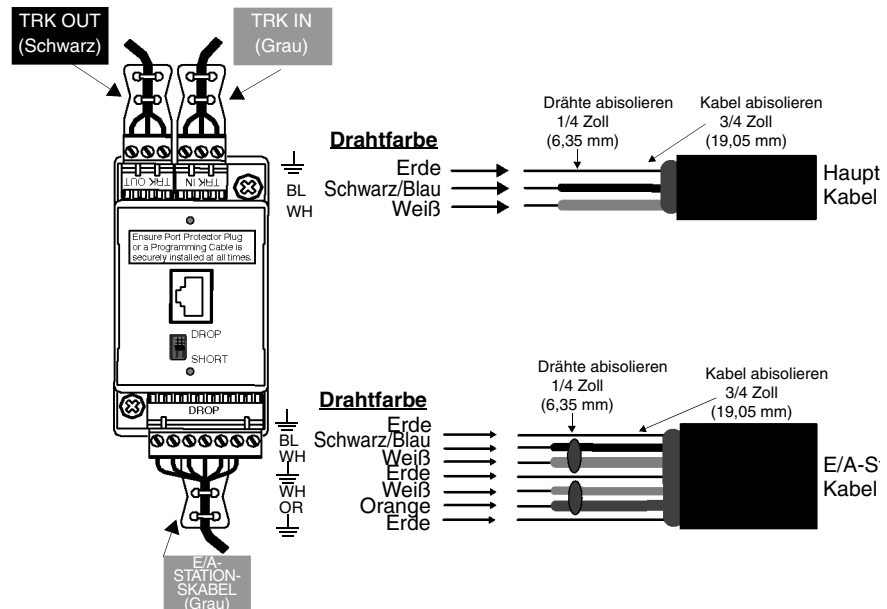 TRK OUT
(Schwarz)
TRK IN
(Grau)
Drähte abisolieren
1/4 Zoll
(6,35 mm)
Kabel abisolieren
3/4 Zoll
(19,05 mm)
Drahtfarbe
Erde
Schwarz/Blau
Weiß
Haupt
Kabel
TRK OUT
TRK IN
BL
WH
Ensure Port Protector Plug
or a Programming Cable is
securely installed at all times.
DROP
SHORT
DROP
BL
WH
WH
OR
E/A-
STATION-
SKABEL
(Grau)
Drähte abisolieren
1/4 Zoll
(6,35 mm)
Kabel abisolieren
3/4 Zoll
(19,05 mm)
Drahtfarbe
Erde
Schwarz/Blau
Weiß
Erde
Weiß
Orange
Erde
E/A-St
Kabel